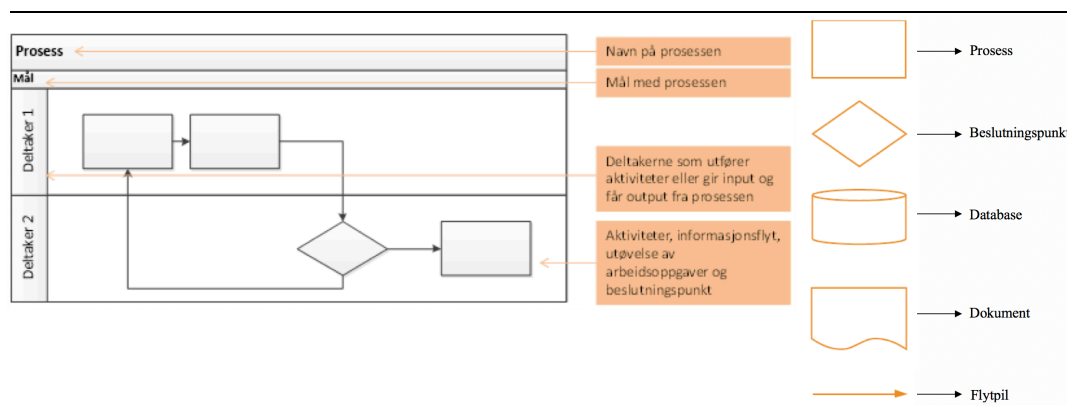 Prosess
Mål
Deltaker 1
Deltaker 2
Navn på prosessen
Mål med prosessen
Deltakerne som utfører
aktiviteter eller gir input og
får output fra prosessen
Aktiviteter, informasjonsflyt,
utøvelse av
arbeidsoppgaver og
beslutningspunkt
Prosess
Beslutningspunkt
Database
Dokument
Flytpil